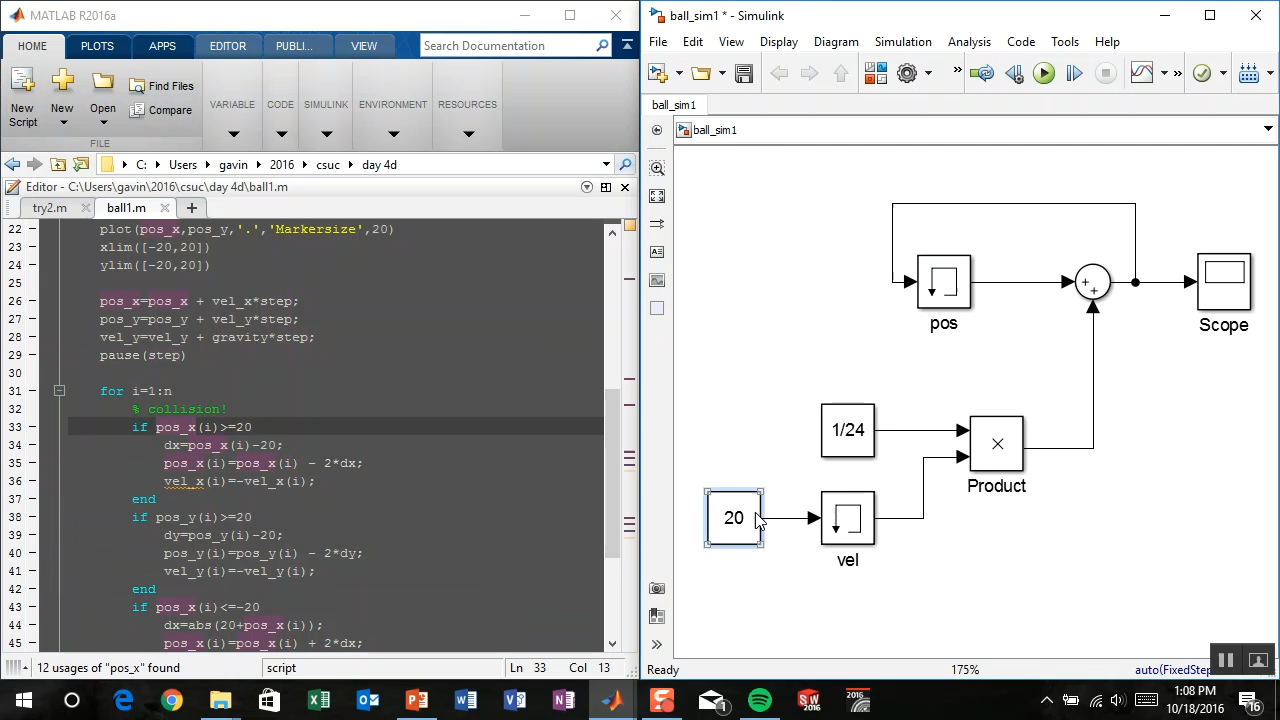 MATLAB R2016a
HOME PLOTS APPS EDITOR PUBLI... VIEW Search Documentation
New Script
New
Open
Find Files
Compare
FILE
VARIABLE CODE SIMULINK ENVIRONMENT RESOURCES
C: Users gavin 2016 csuc day 4d
Editor - C:\Users\gavin\2016\csuc\day 4d\ball1.m
try2.m ball1.m
22 plot(pos_x,pos_y,'.','Markersize',20)
23 xlim([-20,20])
24 ylim([-20,20])
25
26 pos_x=pos_x + vel_x*step;
27 pos_y=pos_y + vel_y*step;
28 vel_y=vel_y + gravity*step;
29 pause(step)
30
31 for i=1:n
32 % collision!
33 if pos_x(i)>=20
34 dx=pos_x(i)-20;
35 pos_x(i)=pos_x(i) - 2*dx;
36 vel_x(i)=-vel_x(i);
37 end
38 if pos_y(i)>=20
39 dy=pos_y(i)-20;
40 pos_y(i)=pos_y(i) - 2*dy;
41 vel_y(i)=-vel_y(i);
42 end
43 if pos_x(i)<=-20
44 dx=abs(20+pos_x(i));
45 pos_x(i)=pos_x(i) + 2*dx;
12 usages of "pos_x" found script Ln 33 Col 13
ball_sim1 * - Simulink
File Edit View Display Diagram Simulation Analysis Code Tools Help
ball_sim1
ball_sim1
pos
Scope
1/24
Product
20
vel
Ready 175% auto(FixedStep
1:08 PM
10/18/2016
16